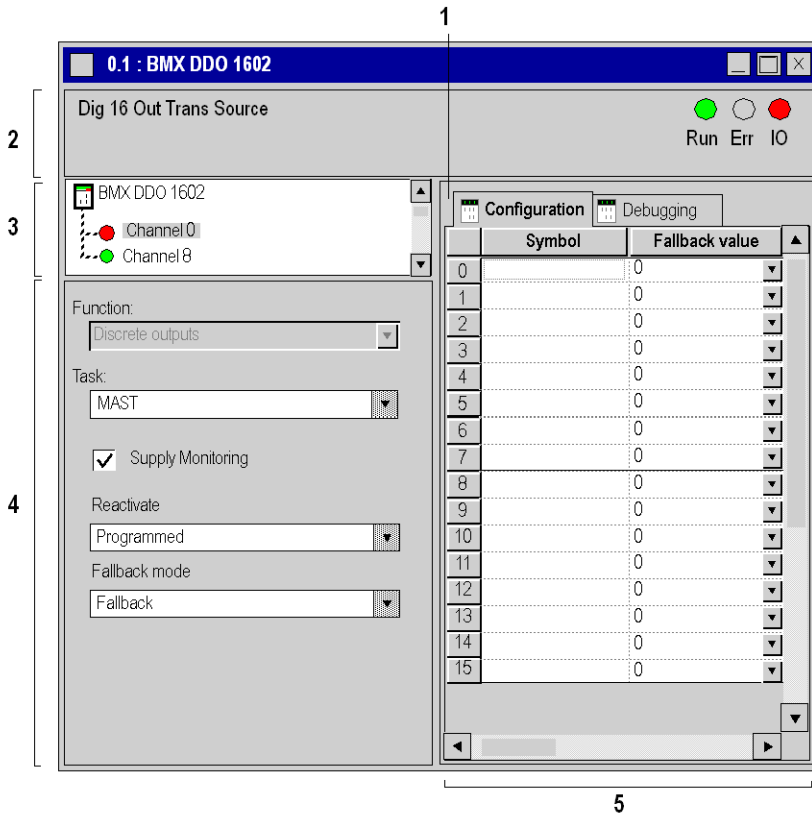 1
0.1 : BMX DDO 1602
2
Dig 16 Out Trans Source
Run Err IO
3
BMX DDO 1602
Channel 0
Channel 8
Configuration Debugging
Symbol Fallback value
0 0
1 0
2 0
3 0
4 0
5 0
6 0
7 0
8 0
9 0
10 0
11 0
12 0
13 0
14 0
15 0
4
Function:
Discrete outputs
Task:
MAST
Supply Monitoring
Reactivate
Programmed
Fallback mode
Fallback
5